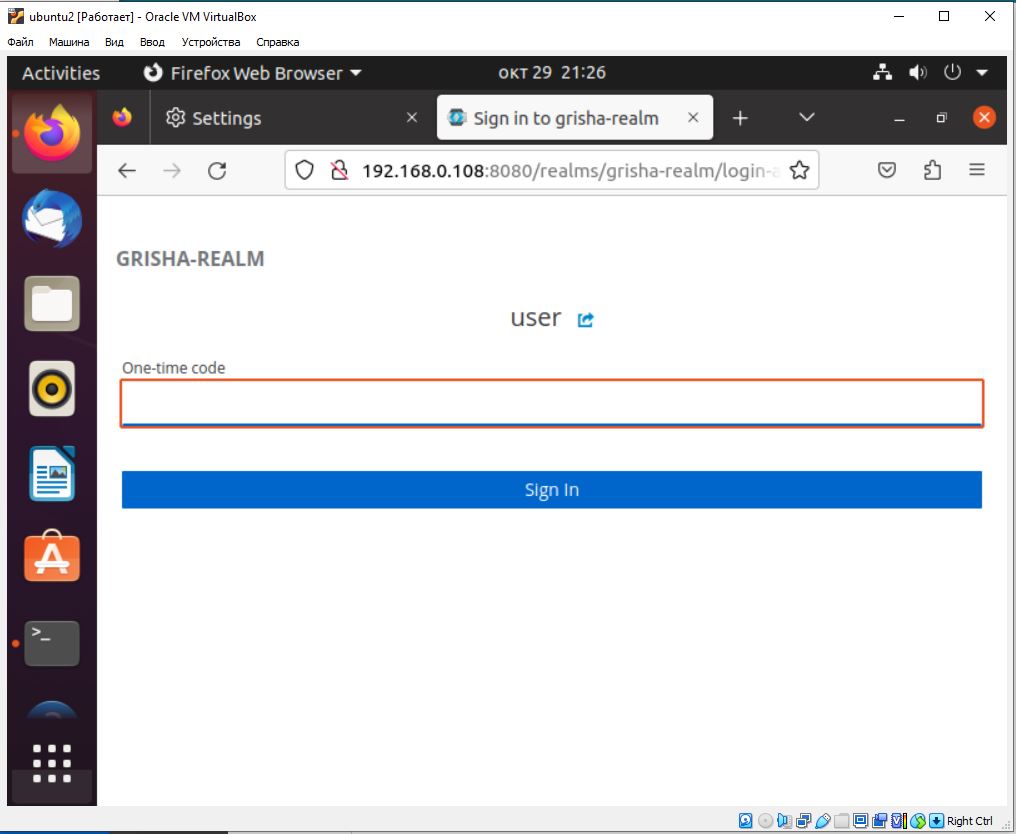 ubuntu2 [Работает] - Oracle VM VirtualBox
Файл Машина Вид Ввод Устройства Справка
Activities Firefox Web Browser окт 29 21:26
Settings Sign in to grisha-realm
192.168.0.108:8080/realms/grisha-realm/login-a
GRISHA-REALM
user
One-time code
Sign In
Right Ctrl